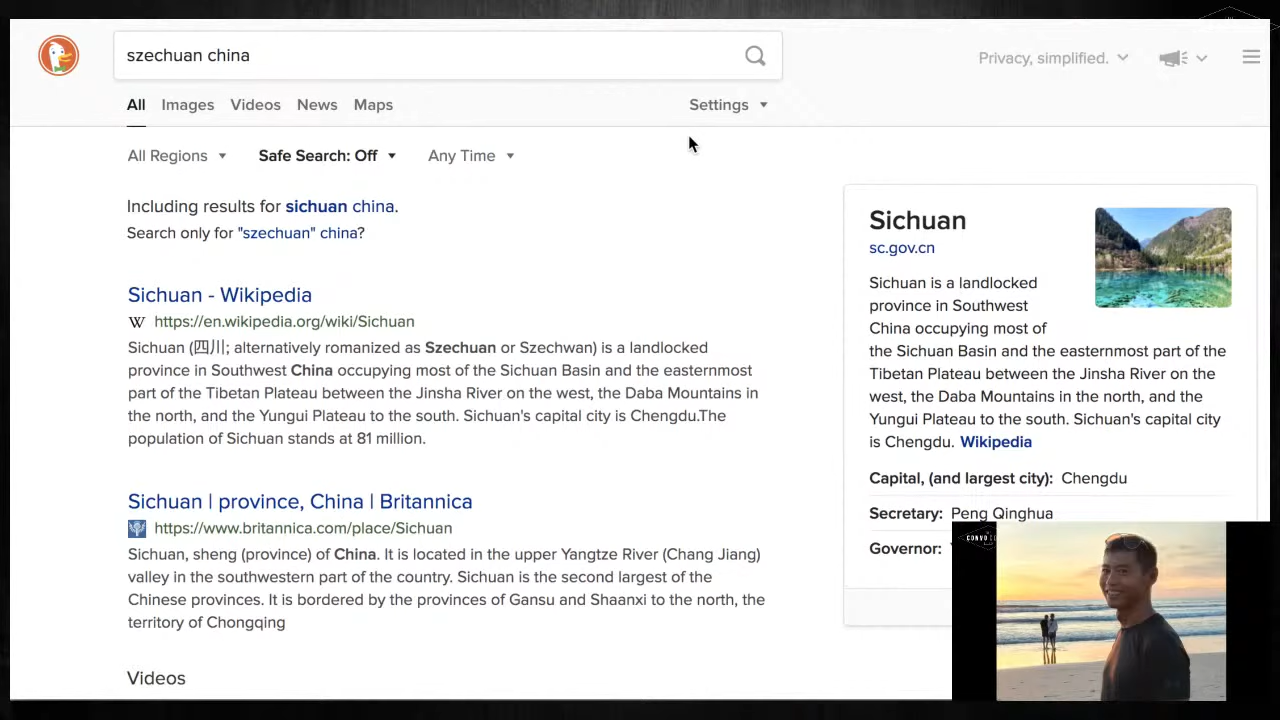 szechuan china
Privacy, simplified.
All Images Videos News Maps
Settings
All Regions Safe Search: Off Any Time
Including results for sichuan china.
Search only for "szechuan" china?
Sichuan - Wikipedia
W https://en.wikipedia.org/wiki/Sichuan
Sichuan (四川; alternatively romanized as Szechuan or Szechwan) is a landlocked
province in Southwest China occupying most of the Sichuan Basin and the easternmost
part of the Tibetan Plateau between the Jinsha River on the west, the Daba Mountains in
the north, and the Yungui Plateau to the south. Sichuan's capital city is Chengdu.The
population of Sichuan stands at 81 million.
Sichuan | province, China | Britannica
https://www.britannica.com/place/Sichuan
Sichuan, sheng (province) of China. It is located in the upper Yangtze River (Chang Jiang)
valley in the southwestern part of the country. Sichuan is the second largest of the
Chinese provinces. It is bordered by the provinces of Gansu and Shaanxi to the north, the
territory of Chongqing
Videos
Sichuan
sc.gov.cn
Sichuan is a landlocked
province in Southwest
China occupying most of
the Sichuan Basin and the easternmost part of the
Tibetan Plateau between the Jinsha River on the
west, the Daba Mountains in the north, and the
Yungui Plateau to the south. Sichuan's capital city
is Chengdu. Wikipedia
Capital, (and largest city): Chengdu
Secretary: Peng Qinghua
Governor:
CONVO